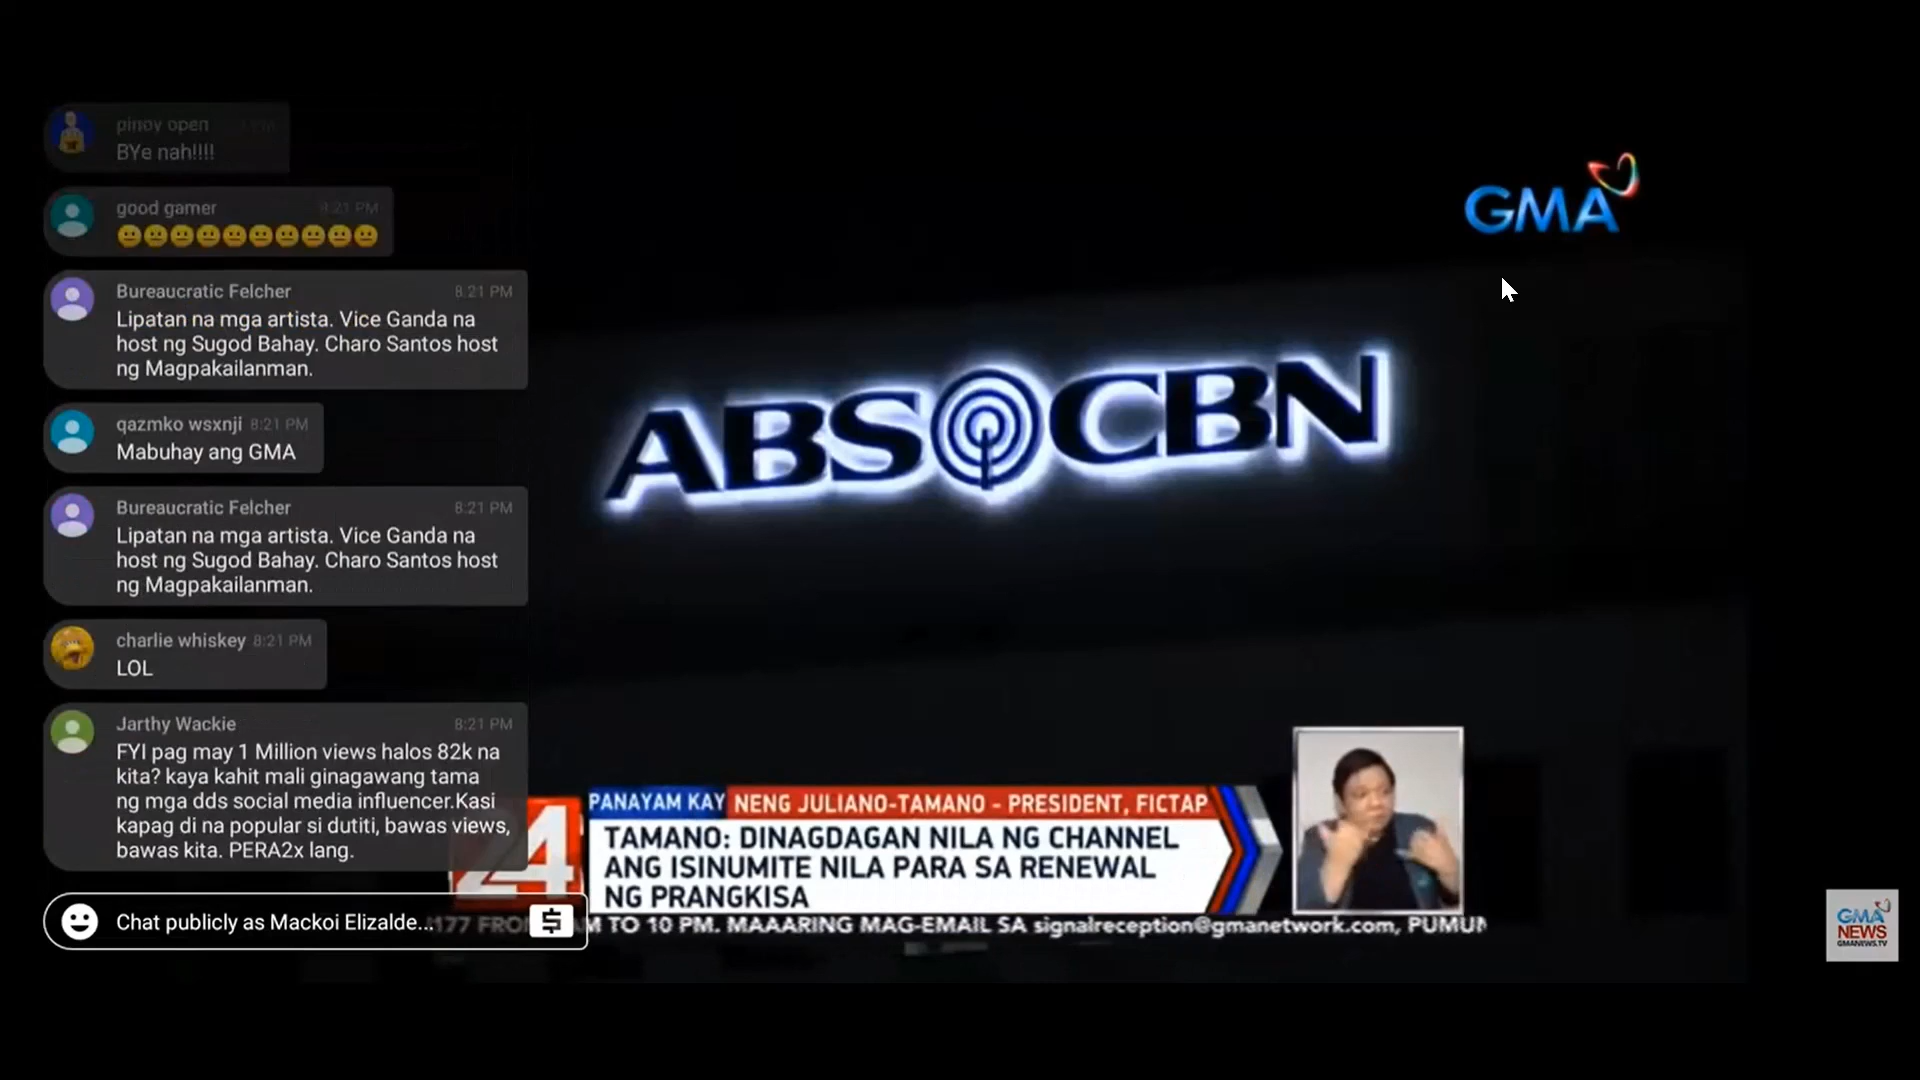 pinoy open
BYe nah!!!!
good gamer 8:21 PM
Bureaucratic Felcher 8:21 PM
Lipatan na mga artista. Vice Ganda na
host ng Sugod Bahay. Charo Santos host
ng Magpakailanman.
qazmko wsxnji 8:21 PM
Mabuhay ang GMA
Bureaucratic Felcher 8:21 PM
Lipatan na mga artista. Vice Ganda na
host ng Sugod Bahay. Charo Santos host
ng Magpakailanman.
charlie whiskey 8:21 PM
LOL
Jarthy Wackie 8:21 PM
FYI pag may 1 Million views halos 82k na
kita? kaya kahit mali ginagawang tama
ng mga dds social media influencer.Kasi
kapag di na popular si dutiti, bawas views,
bawas kita. PERA2x lang.
Chat publicly as Mackoi Elizalde...
GMA
ABS CBN
24
PANAYAM KAY NENG JULIANO-TAMANO - PRESIDENT, FICTAP
TAMANO: DINAGDAGAN NILA NG CHANNEL
ANG ISINUMITE NILA PARA SA RENEWAL
NG PRANGKISA
TO 10 PM. MAAARING MAG-EMAIL SA signalreception@gmanetwork.com,
GMA
NEWS
GMANEWS.TV